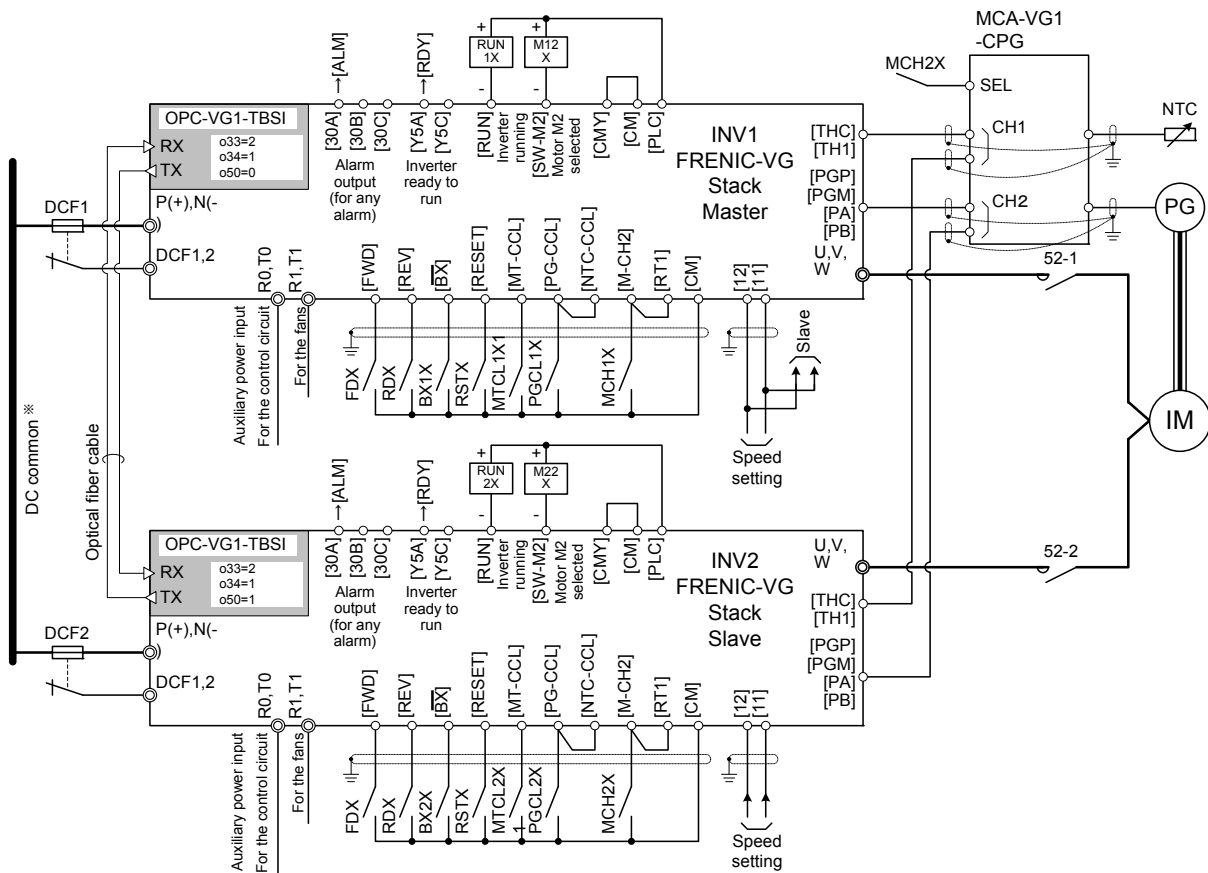 MCA-VG1
-CPG
MCH2X
SEL
CH1
CH2
NTC
PG
IM
52-1
52-2
+
RUN
1X
-
+
M12
X
-
→[ALM]
→[RDY]
[30A]
[30B]
[30C]
Alarm
output
(for any
alarm)
[Y5A]
[Y5C]
Inverter
ready to
run
[RUN]
Inverter
running
[SW-M2]
Motor M2
selected
[CMY]
[CM]
[PLC]
OPC-VG1-TBSI
o33=2
o34=1
o50=0
RX
TX
P(+),N(-
)
DCF1
DCF1,2
INV1
FRENIC-VG
Stack
Master
[THC]
[TH1]
[PGP]
[PGM]
[PA]
[PB]
U,V,
W
R0,T0
R1,T1
Auxiliary power input
For the control circuit
For the fans
[FWD]
[REV]
[BX]
[RESET]
[MT-CCL]
[PG-CCL]
[NTC-CCL]
[M-CH2]
[RT1]
[CM]
[12]
[11]
FDX
RDX
BX1X
RSTX
MTCL1X1
PGCL1X
MCH1X
Slave
Speed
setting
DC common※
Optical fiber cable
+
RUN
2X
-
+
M22
X
-
→[ALM]
→[RDY]
[30A]
[30B]
[30C]
Alarm
output
(for any
alarm)
[Y5A]
[Y5C]
Inverter
ready to
run
[RUN]
Inverter
running
[SW-M2]
Motor M2
selected
[CMY]
[CM]
[PLC]
OPC-VG1-TBSI
o33=2
o34=1
o50=1
RX
TX
P(+),N(-
)
DCF2
DCF1,2
INV2
FRENIC-VG
Stack
Slave
U,V,
W
[THC]
[TH1]
[PGP]
[PGM]
[PA]
[PB]
R0,T0
R1,T1
Auxiliary power input
For the control circuit
For the fans
[FWD]
[REV]
[BX]
[RESET]
[MT-CCL]
[PG-CCL]
[NTC-CCL]
[M-CH2]
[RT1]
[CM]
[12]
[11]
FDX
RDX
BX2X
RSTX
MTCL2X
1
PGCL2X
MCH2X
Speed
setting